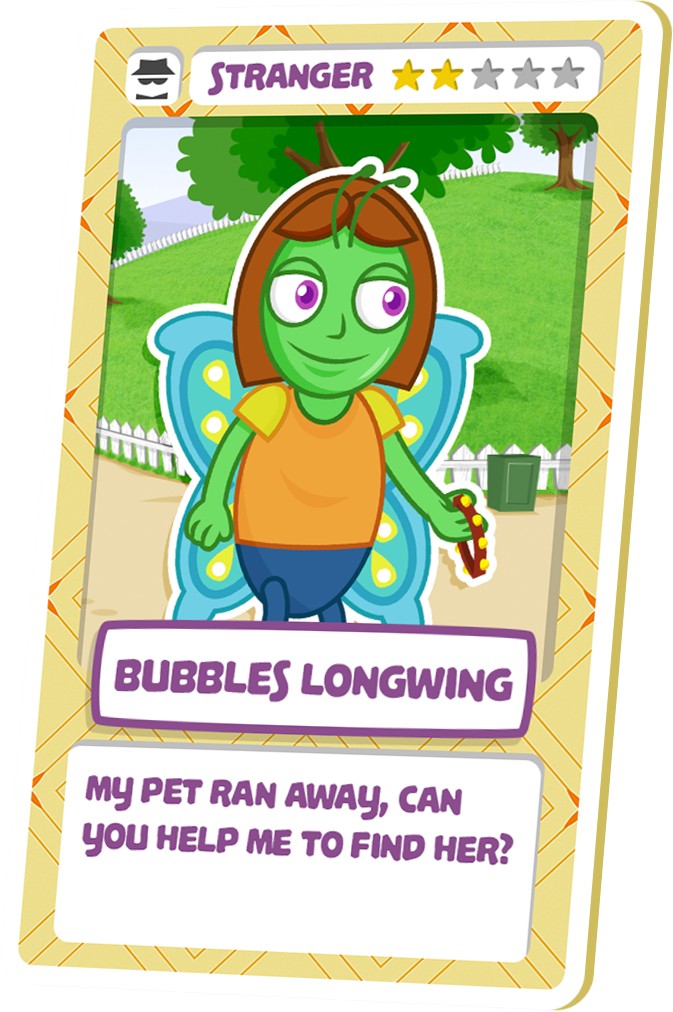 STRANGER
BUBBLES LONGWING
MY PET RAN AWAY, CAN
YOU HELP ME TO FIND HER?